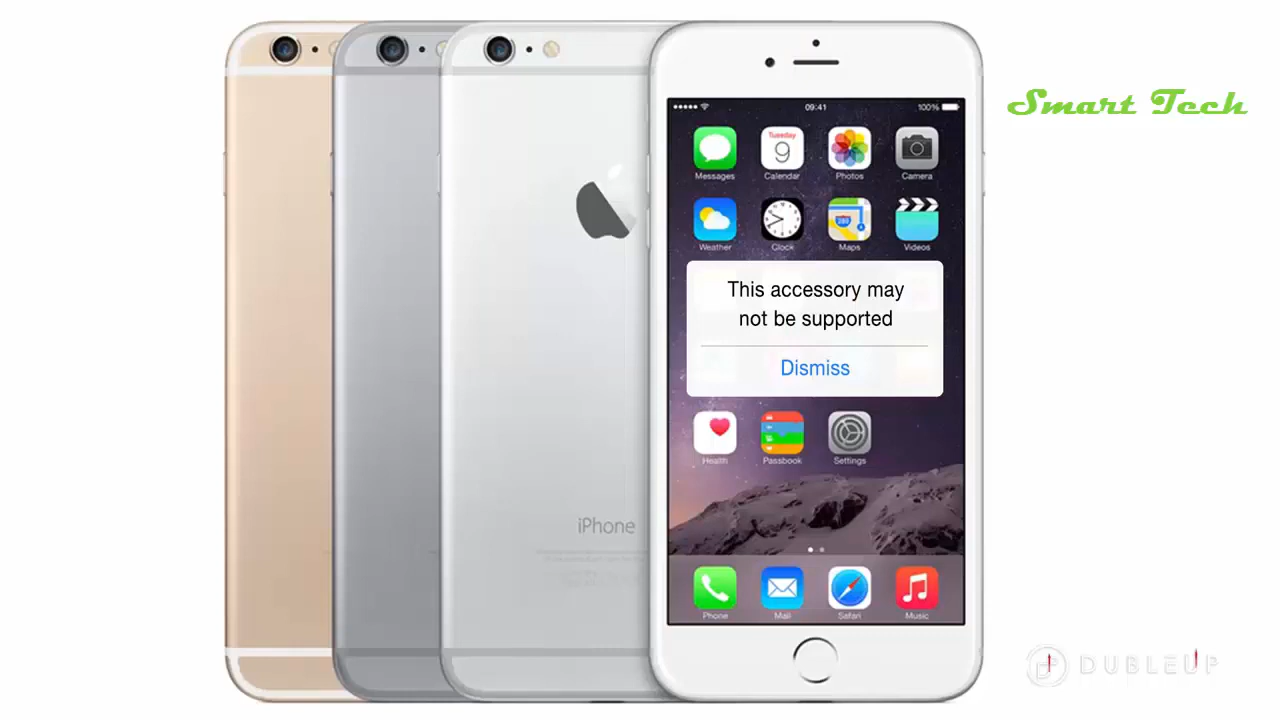 Smart Tech
09:41
100%
Tuesday
9
Messages
Calendar
Photos
Camera
280
Weather
Clock
Maps
Videos
This accessory may
not be supported
Dismiss
Health
Passbook
Settings
iPhone
Phone
Mail
Safari
Music
DUBLEUP